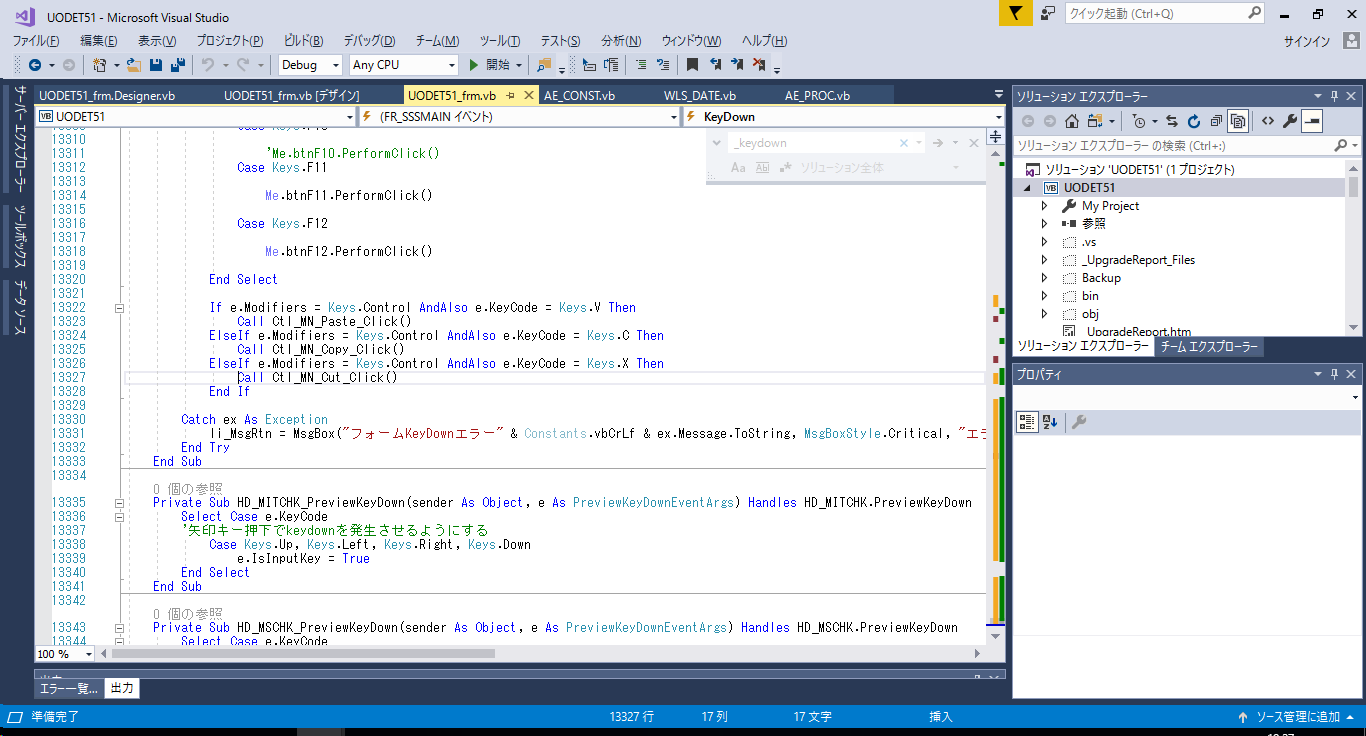 UODET51 - Microsoft Visual Studio
クイック起動 (Ctrl+Q)
ファイル(F) 編集(E) 表示(V) プロジェクト(P) ビルド(B) デバッグ(D) チーム(M) ツール(T) テスト(S) 分析(N) ウィンドウ(W) ヘルプ(H)
サインイン
Debug Any CPU 開始
サーバー エクスプローラー
ツールボックス
データ ソース
UODET51_frm.Designer.vb UODET51_frm.vb [デザイン] UODET51_frm.vb AE_CONST.vb WLS_DATE.vb AE_PROC.vb
VB UODET51 (FR_SSSMAIN イベント) KeyDown
_keydown
Aa Ab ソリューション全体
13310
13311 'Me.btnF10.PerformClick()
13312 Case Keys.F11
13313
13314 Me.btnF11.PerformClick()
13315
13316 Case Keys.F12
13317
13318 Me.btnF12.PerformClick()
13319
13320 End Select
13321
13322 If e.Modifiers = Keys.Control AndAlso e.KeyCode = Keys.V Then
13323 Call Ctl_MN_Paste_Click()
13324 ElseIf e.Modifiers = Keys.Control AndAlso e.KeyCode = Keys.C Then
13325 Call Ctl_MN_Copy_Click()
13326 ElseIf e.Modifiers = Keys.Control AndAlso e.KeyCode = Keys.X Then
13327 Call Ctl_MN_Cut_Click()
13328 End If
13329
13330 Catch ex As Exception
13331 li_MsgRtn = MsgBox("フォームKeyDownエラー" & Constants.vbCrLf & ex.Message.ToString, MsgBoxStyle.Critical, "エラ
13332 End Try
13333 End Sub
13334
0 個の参照
13335 Private Sub HD_MITCHK_PreviewKeyDown(sender As Object, e As PreviewKeyDownEventArgs) Handles HD_MITCHK.PreviewKeyDown
13336 Select Case e.KeyCode
13337 '矢印キー押下でkeydownを発生させるようにする
13338 Case Keys.Up, Keys.Left, Keys.Right, Keys.Down
13339 e.IsInputKey = True
13340 End Select
13341 End Sub
13342
0 個の参照
13343 Private Sub HD_MSCHK_PreviewKeyDown(sender As Object, e As PreviewKeyDownEventArgs) Handles HD_MSCHK.PreviewKeyDown
13344 Select Case e.KeyCode
100 %
エラー一覧... 出力
ソリューション エクスプローラー
ソリューション エクスプローラー の検索 (Ctrl+:)
ソリューション 'UODET51' (1 プロジェクト)
VB UODET51
My Project
参照
.vs
_UpgradeReport_Files
Backup
bin
obj
_UpgradeReport.htm
ソリューション エクスプローラー チーム エクスプローラー
プロパティ
準備完了 13327 行 17 列 17 文字 挿入 ソース管理に追加